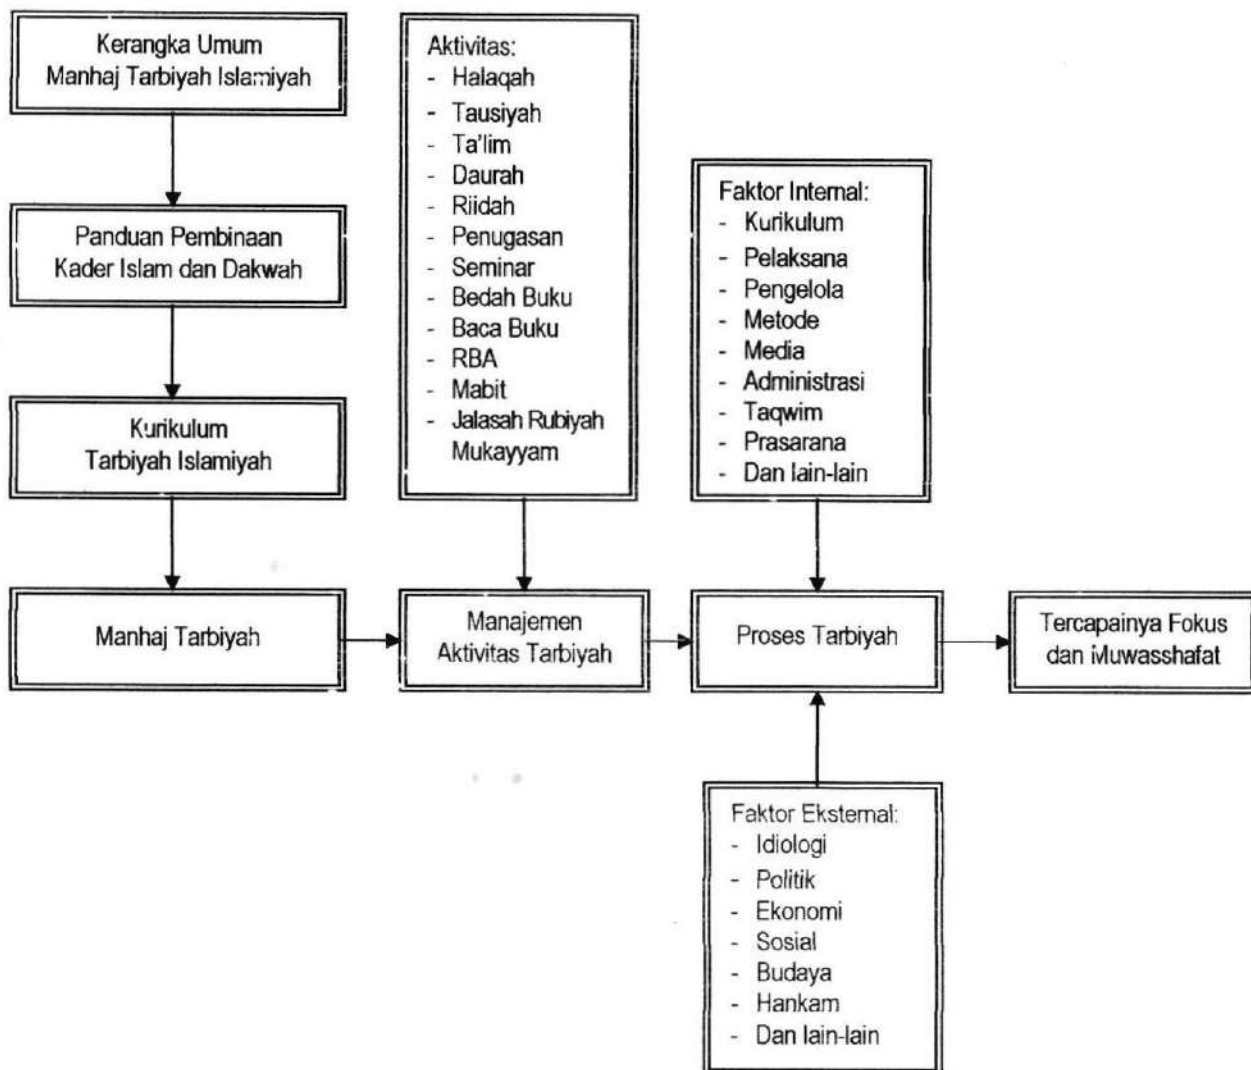 Kerangka Umum
Manhaj Tarbiyah Islamiyah
Panduan Pembinaan
Kader Islam dan Dakwah
Kurikulum
Tarbiyah Islamiyah
Manhaj Tarbiyah
Aktivitas:
- Halaqah
- Tausiyah
- Ta'lim
- Daurah
- Riidah
- Penugasan
- Seminar
- Bedah Buku
- Baca Buku
- RBA
- Mabit
- Jalasah Rubiyah
Mukayyam
Manajemen
Aktivitas Tarbiyah
Faktor Internal:
- Kurikulum
- Pelaksana
- Pengelola
- Metode
- Media
- Administrasi
- Taqwim
- Prasarana
- Dan lain-lain
Proses Tarbiyah
Faktor Eksternal:
- Idiologi
- Politik
- Ekonomi
- Sosial
- Budaya
- Hankam
- Dan lain-lain
Tercapainya Fokus
dan Muwasshafat